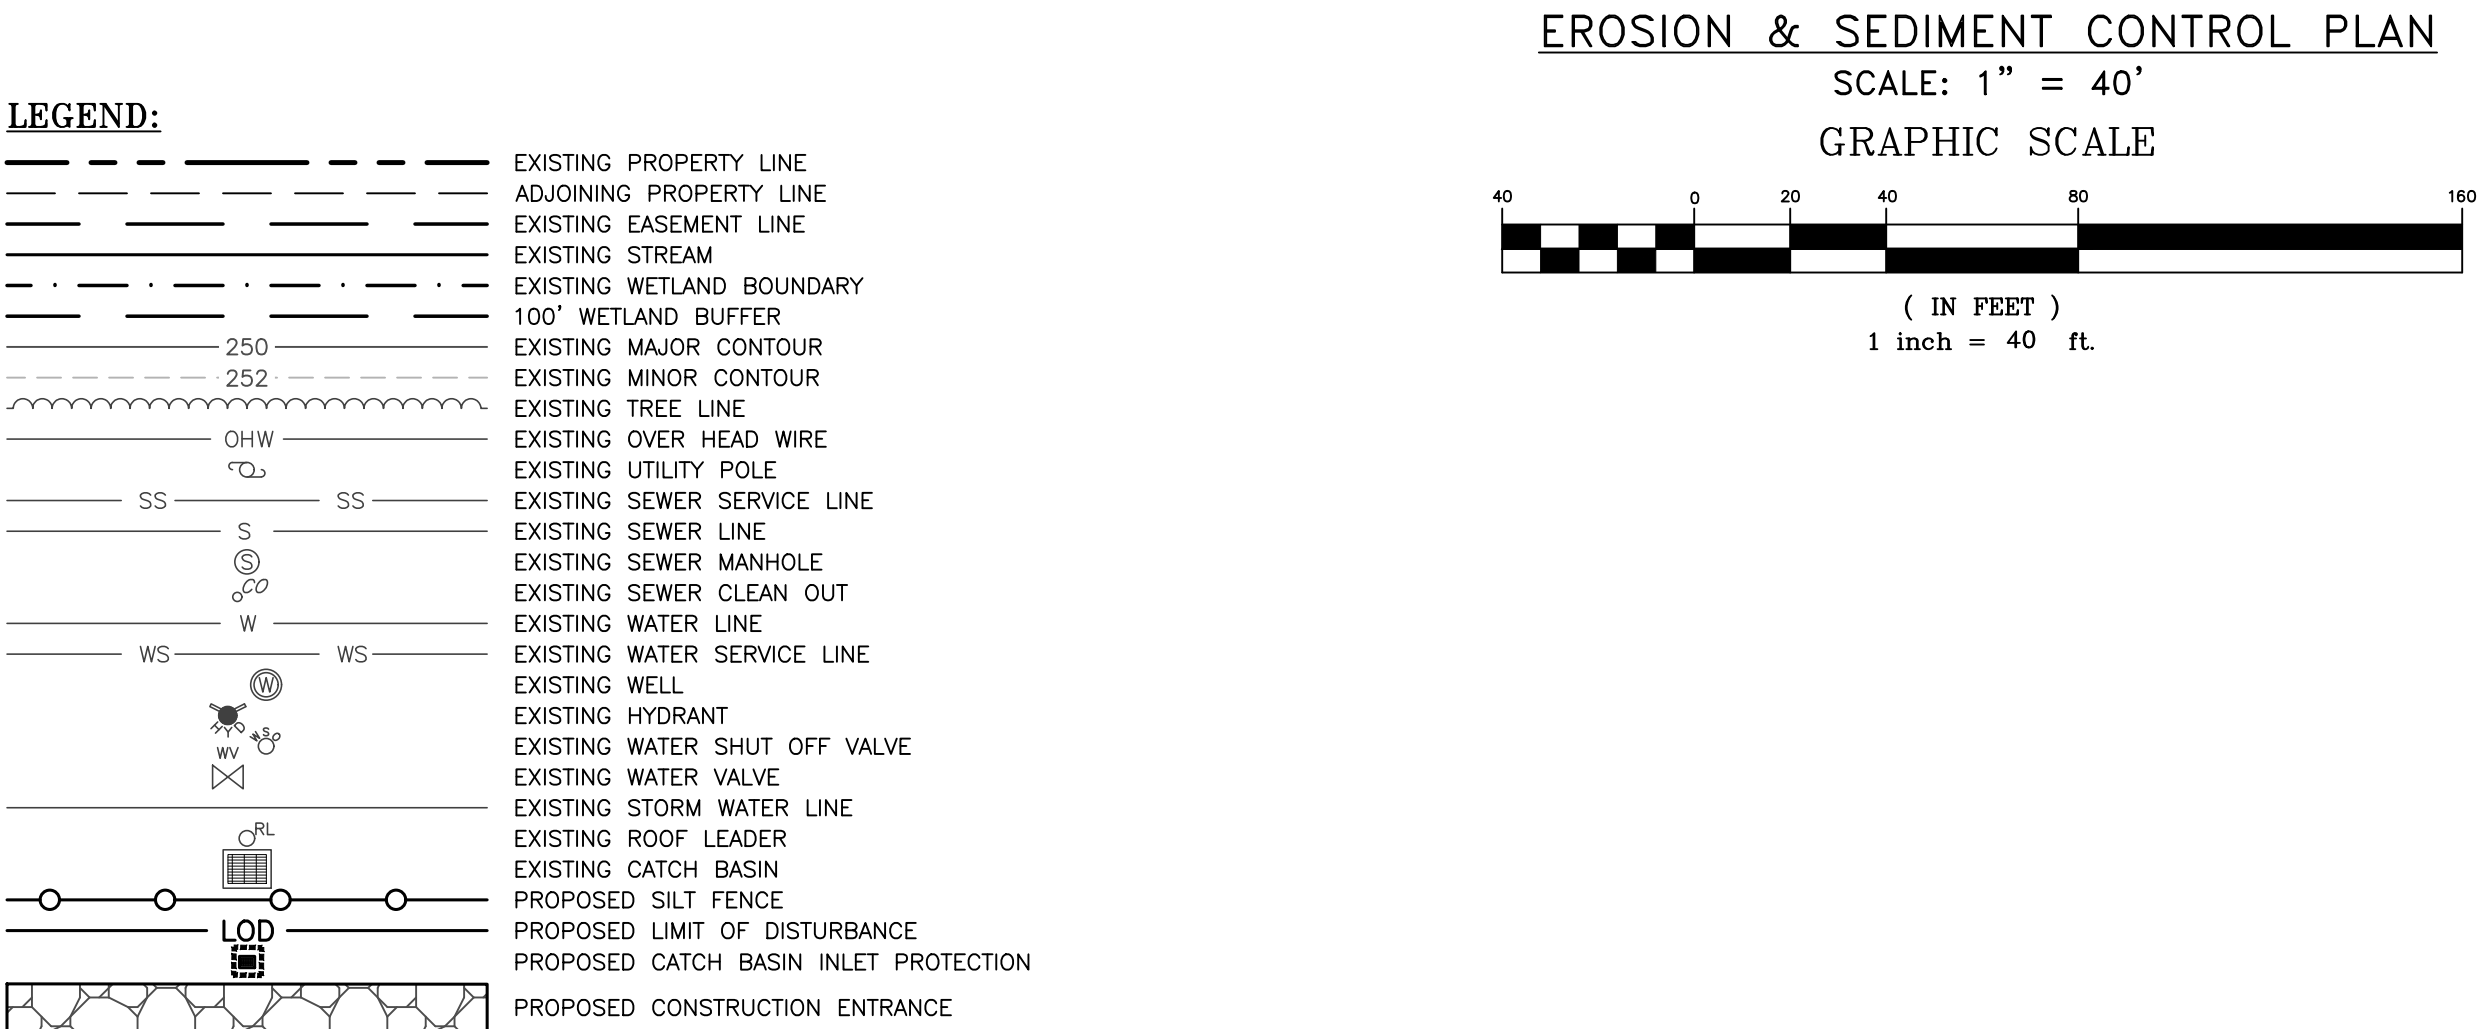 EROSION & SEDIMENT CONTROL PLAN
SCALE: 1" = 40'
GRAPHIC SCALE
40 0 20 40 80 160
( IN FEET )
1 inch = 40 ft.
LEGEND:
EXISTING PROPERTY LINE
ADJOINING PROPERTY LINE
EXISTING EASEMENT LINE
EXISTING STREAM
EXISTING WETLAND BOUNDARY
100' WETLAND BUFFER
250 EXISTING MAJOR CONTOUR
252 EXISTING MINOR CONTOUR
EXISTING TREE LINE
OHW EXISTING OVER HEAD WIRE
EXISTING UTILITY POLE
SS SS EXISTING SEWER SERVICE LINE
S EXISTING SEWER LINE
S EXISTING SEWER MANHOLE
CO EXISTING SEWER CLEAN OUT
W EXISTING WATER LINE
WS WS EXISTING WATER SERVICE LINE
W EXISTING WELL
HYD EXISTING HYDRANT
WSO EXISTING WATER SHUT OFF VALVE
WV EXISTING WATER VALVE
EXISTING STORM WATER LINE
RL EXISTING ROOF LEADER
EXISTING CATCH BASIN
PROPOSED SILT FENCE
LOD PROPOSED LIMIT OF DISTURBANCE
PROPOSED CATCH BASIN INLET PROTECTION
PROPOSED CONSTRUCTION ENTRANCE